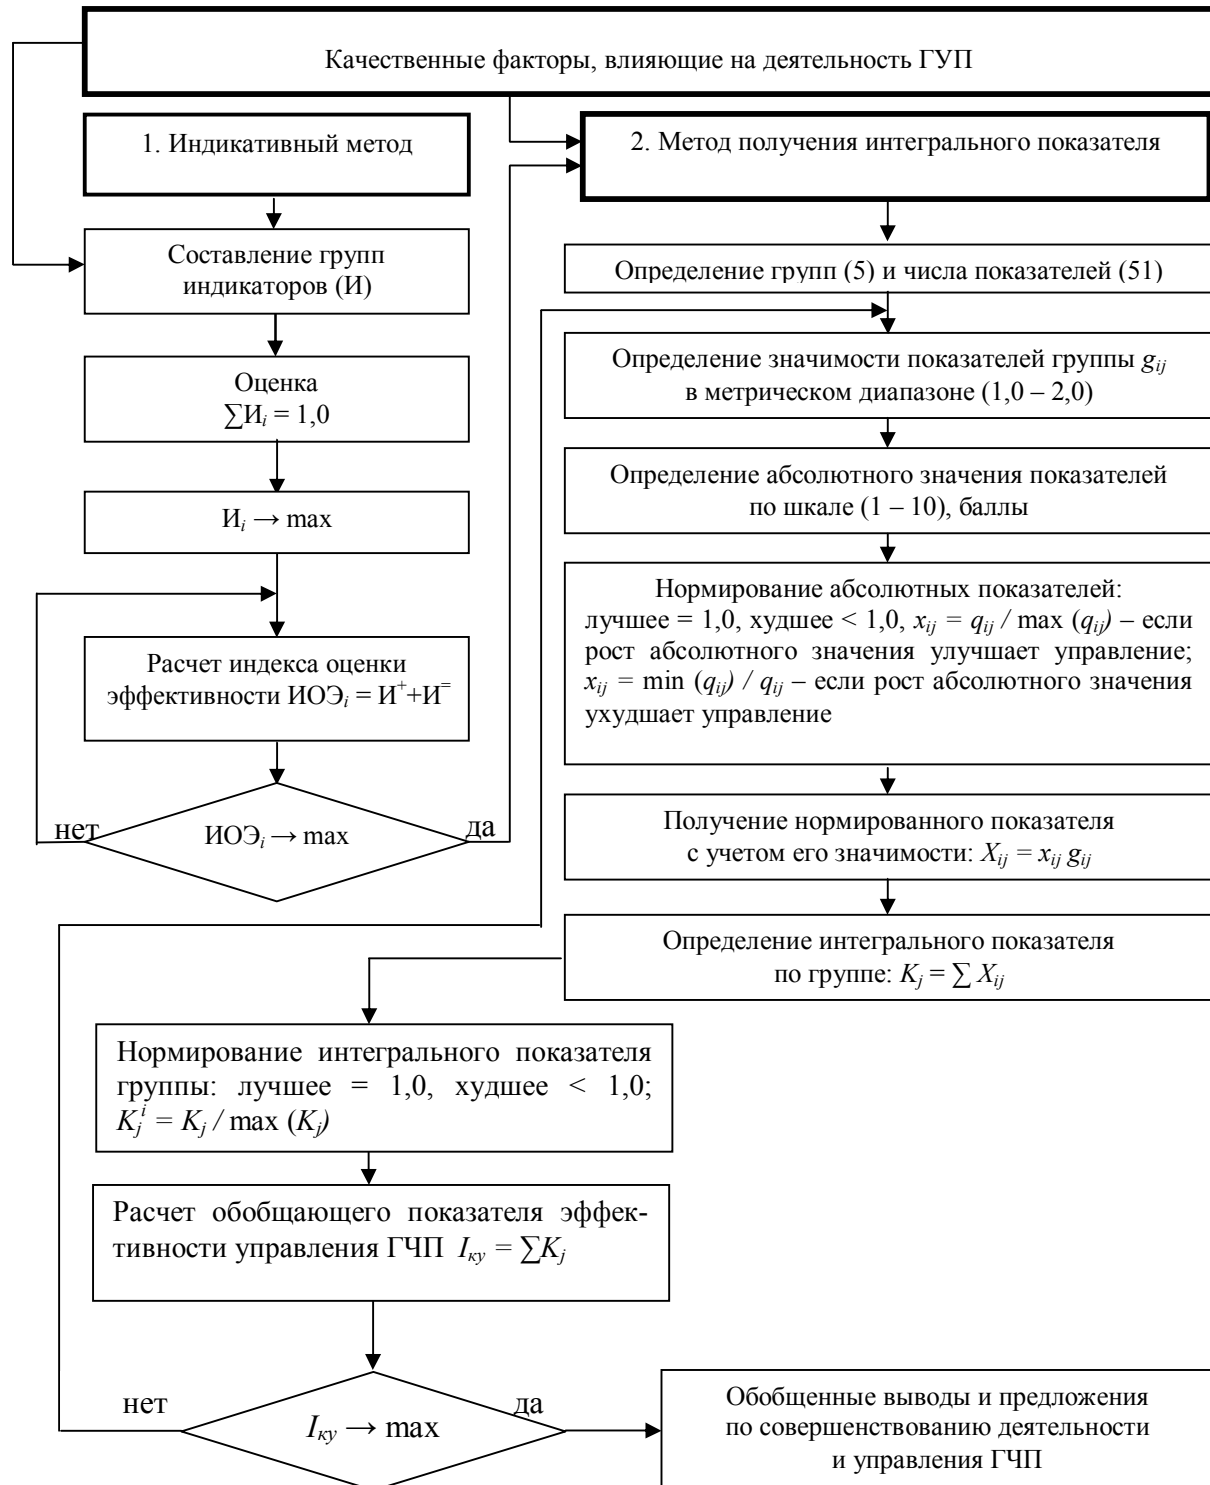 Качественные факторы, влияющие на деятельность ГУП
1. Индикативный метод
2. Метод получения интегрального показателя
Составление групп
индикаторов (И)
Оценка
∑Иi = 1,0
Иi → max
Расчет индекса оценки
эффективности ИОЭi = И⁺+И⁼
ИОЭi → max
нет
да
Определение групп (5) и числа показателей (51)
Определение значимости показателей группы gij
в метрическом диапазоне (1,0 – 2,0)
Определение абсолютного значения показателей
по шкале (1 – 10), баллы
Нормирование абсолютных показателей:
лучшее = 1,0, худшее < 1,0, xij = qij / max (qij) – если
рост абсолютного значения улучшает управление;
xij = min (qij) / qij – если рост абсолютного значения
ухудшает управление
Получение нормированного показателя
с учетом его значимости: Xij = xij gij
Определение интегрального показателя
по группе: Kj = ∑ Xij
Нормирование интегрального показателя
группы: лучшее = 1,0, худшее < 1,0;
Kjⁱ = Kj / max (Kj)
Расчет обобщающего показателя эффек-
тивности управления ГЧП Iку = ∑Kj
нет
Iку → max
да
Обобщенные выводы и предложения
по совершенствованию деятельности
и управления ГЧП